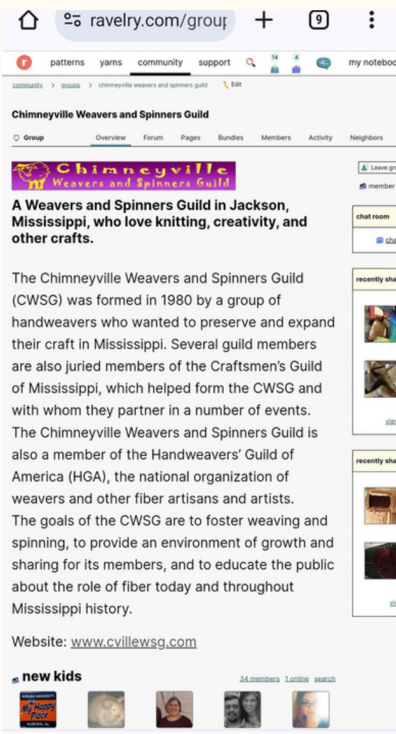 ravelry.com/group
9
patterns yarns community support 14 4 my noteboo
community > groups > chimneyville weavers and spinners guild Edit
Chimneyville Weavers and Spinners Guild
Group Overview Forum Pages Bundles Members Activity Neighbors
Chimneyville
Weavers and Spinners Guild
Leave gro
member
A Weavers and Spinners Guild in Jackson,
Mississippi, who love knitting, creativity, and
other crafts.
chat room
cha
The Chimneyville Weavers and Spinners Guild
(CWSG) was formed in 1980 by a group of
handweavers who wanted to preserve and expand
their craft in Mississippi. Several guild members
are also juried members of the Craftsmen's Guild
of Mississippi, which helped form the CWSG and
with whom they partner in a number of events.
The Chimneyville Weavers and Spinners Guild is
also a member of the Handweavers' Guild of
America (HGA), the national organization of
weavers and other fiber artisans and artists.
The goals of the CWSG are to foster weaving and
spinning, to provide an environment of growth and
sharing for its members, and to educate the public
about the role of fiber today and throughout
Mississippi history.
Website: www.cvillewsg.com
recently sha
vie
recently sha
vi
new kids
34 members 1 online search
My Happy
Place